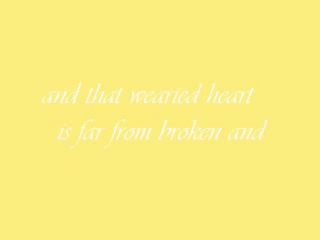 and that wearied heart
is far from broken and